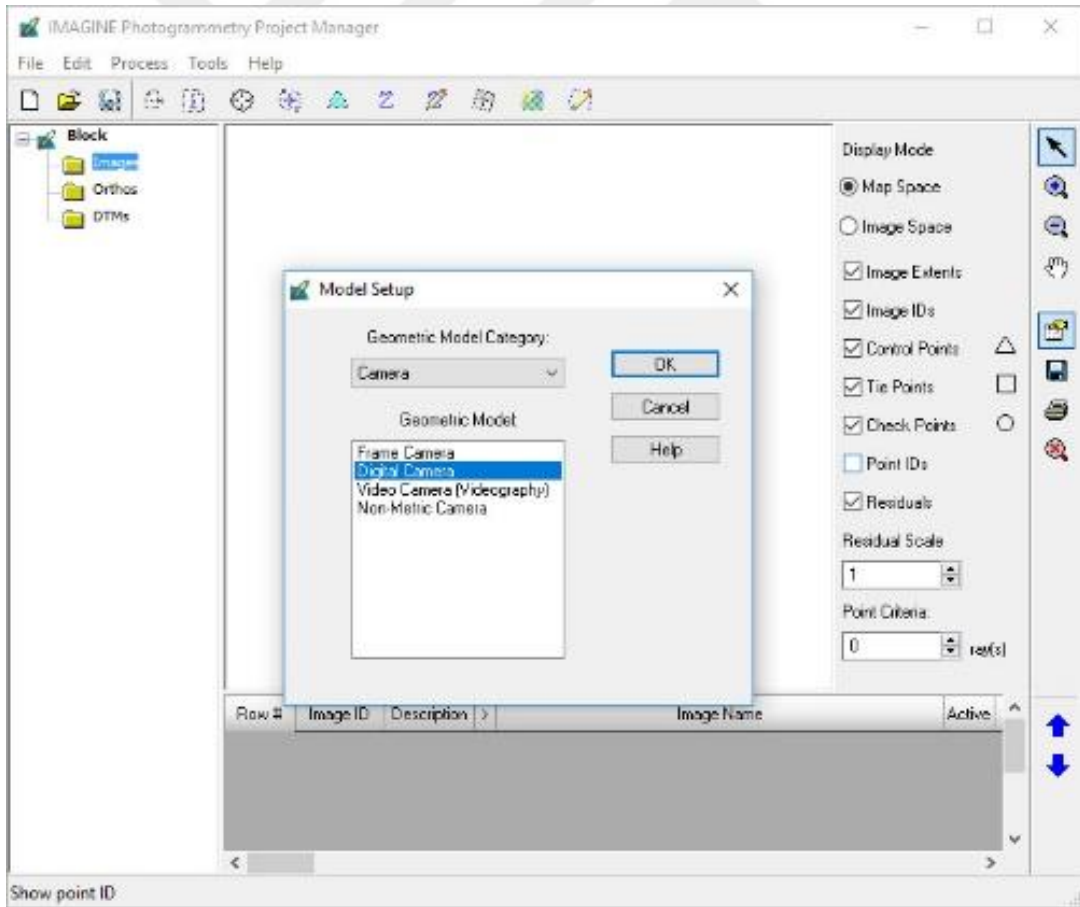 IMAGINE Photogrammetry Project Manager
File Edit Process Tools Help
Block
Images
Orthos
DTMs
Display Mode
Map Space
Image Space
Image Extents
Image IDs
Control Points
Tie Points
Check Points
Point IDs
Residuals
Residual Scale
1
Point Criteria:
0 ray(s)
Model Setup
Geometric Model Category:
Camera
OK
Cancel
Help
Geometric Model:
Frame Camera
Digital Camera
Video Camera (Videography)
Non-Metric Camera
Row # Image ID Description > Image Name Active
Show point ID